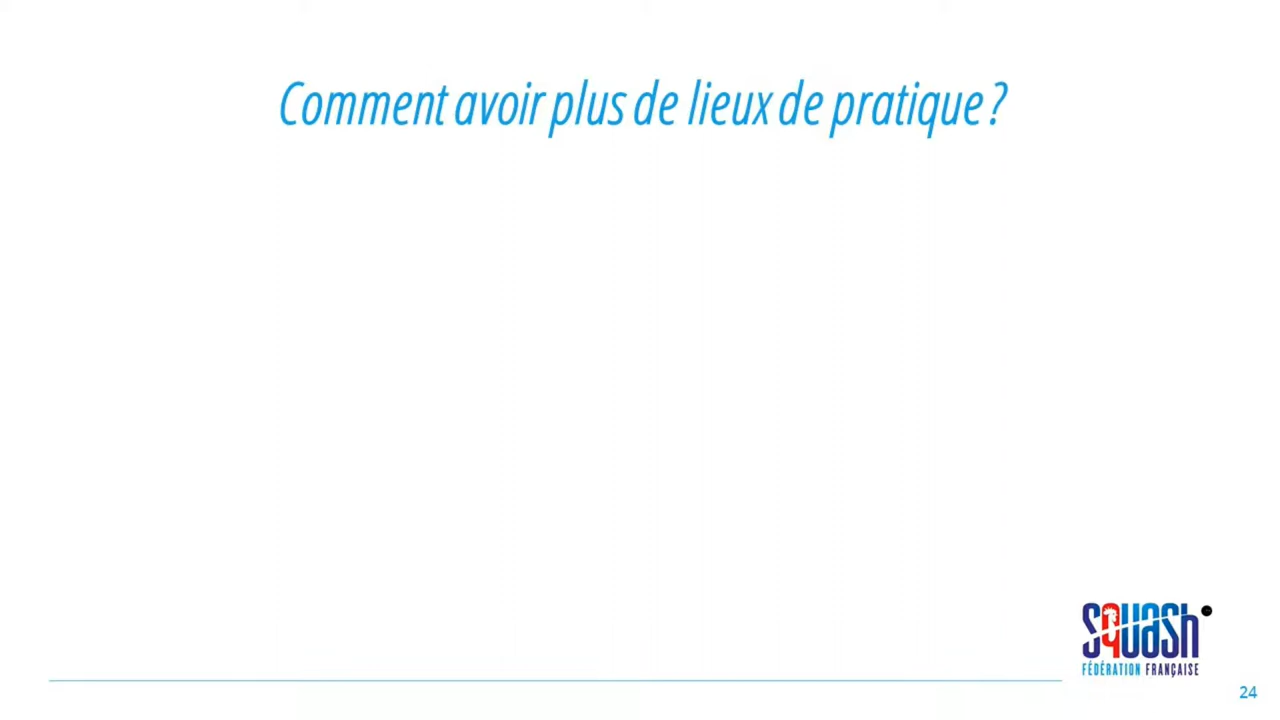 Comment avoir plus de lieux de pratique ?
squash
FÉDÉRATION FRANÇAISE
24